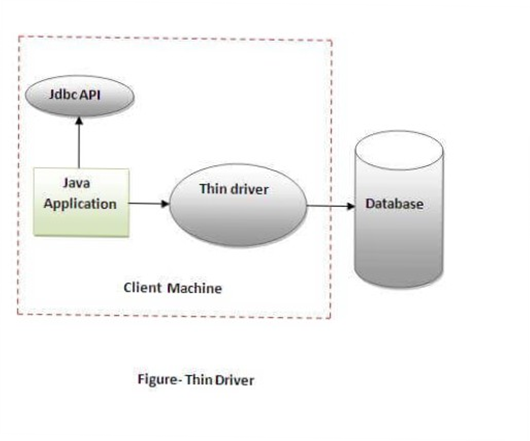 Jdbc API
Java
Application
Thin driver
Database
Client Machine
Figure- Thin Driver